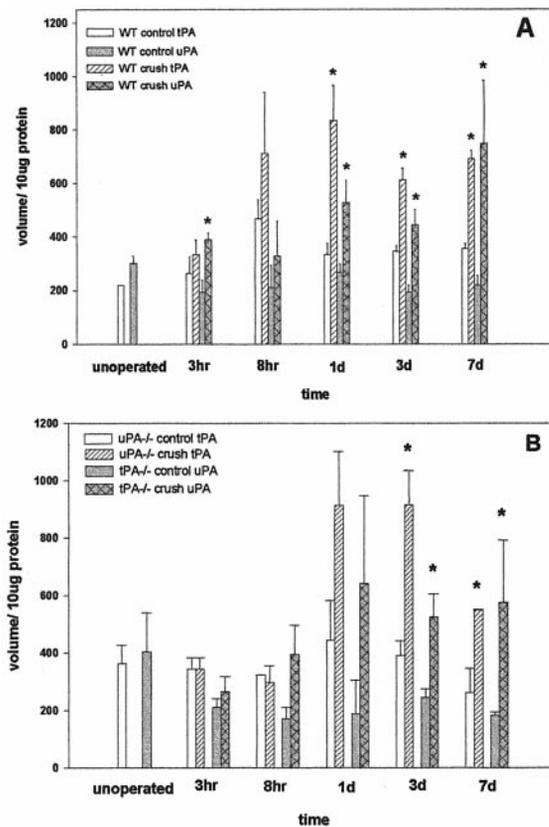 A
WT control tPA
WT control uPA
WT crush tPA
WT crush uPA
1200
1000
800
600
400
200
0
volume/ 10ug protein
* * * * * * *
unoperated 3hr 8hr 1d 3d 7d
time
B
uPA-/- control tPA
uPA-/- crush tPA
tPA-/- control uPA
tPA-/- crush uPA
1200
1000
800
600
400
200
0
volume/ 10ug protein
* * * *
unoperated 3hr 8hr 1d 3d 7d
time